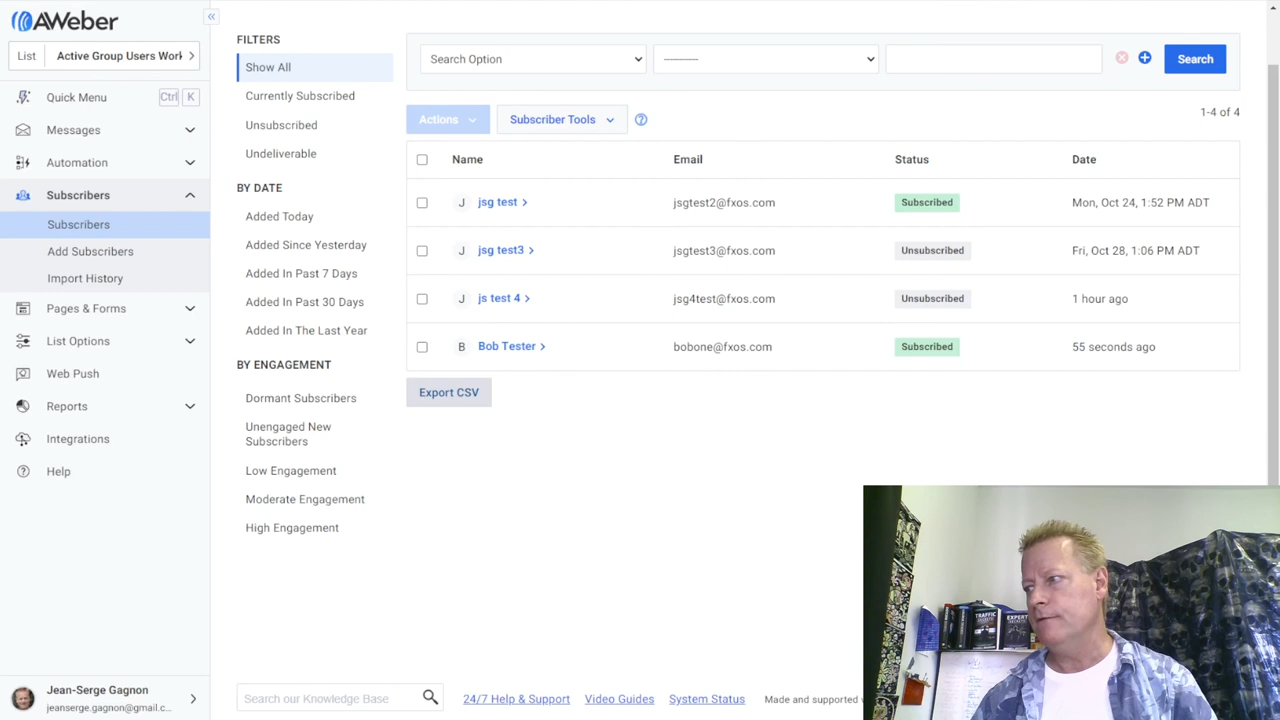 AWeber
List Active Group Users Work
Quick Menu Ctrl K
Messages
Automation
Subscribers
Subscribers
Add Subscribers
Import History
Pages & Forms
List Options
Web Push
Reports
Integrations
Help
Jean-Serge Gagnon
jeanserge.gagnon@gmail.c...
FILTERS
Show All
Currently Subscribed
Unsubscribed
Undeliverable
BY DATE
Added Today
Added Since Yesterday
Added In Past 7 Days
Added In Past 30 Days
Added In The Last Year
BY ENGAGEMENT
Dormant Subscribers
Unengaged New
Subscribers
Low Engagement
Moderate Engagement
High Engagement
Search Option ---------- Search
Actions Subscriber Tools 1-4 of 4
Name Email Status Date
J jsg test jsgtest2@fxos.com Subscribed Mon, Oct 24, 1:52 PM ADT
J jsg test3 jsgtest3@fxos.com Unsubscribed Fri, Oct 28, 1:06 PM ADT
J js test 4 jsg4test@fxos.com Unsubscribed 1 hour ago
B Bob Tester bobone@fxos.com Subscribed 55 seconds ago
Export CSV
TRAFFIC
EXPERT
Search our Knowledge Base 24/7 Help & Support Video Guides System Status Made and supported